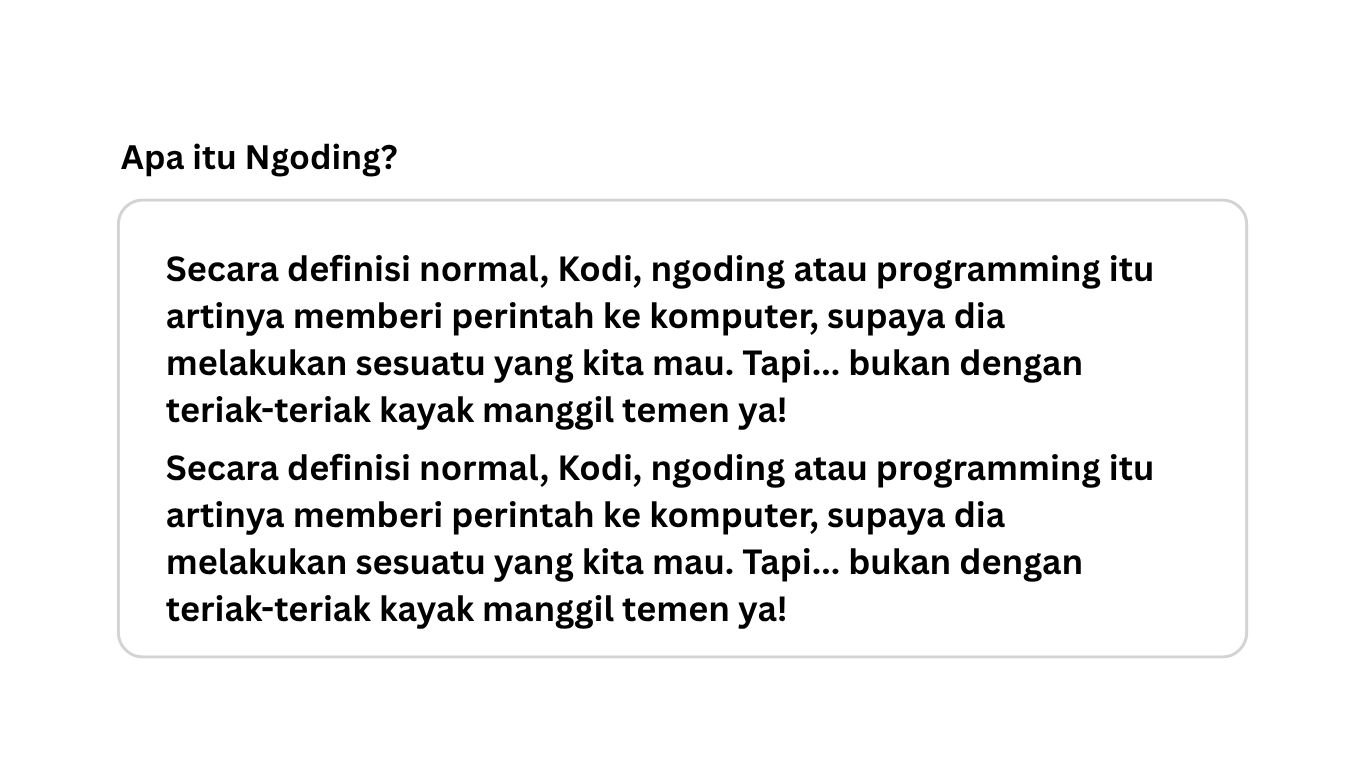 Apa itu Ngoding?
Secara definisi normal, Kodi, ngoding atau programming itu
artinya memberi perintah ke komputer, supaya dia
melakukan sesuatu yang kita mau. Tapi... bukan dengan
teriak-teriak kayak manggil temen ya!
Secara definisi normal, Kodi, ngoding atau programming itu
artinya memberi perintah ke komputer, supaya dia
melakukan sesuatu yang kita mau. Tapi... bukan dengan
teriak-teriak kayak manggil temen ya!